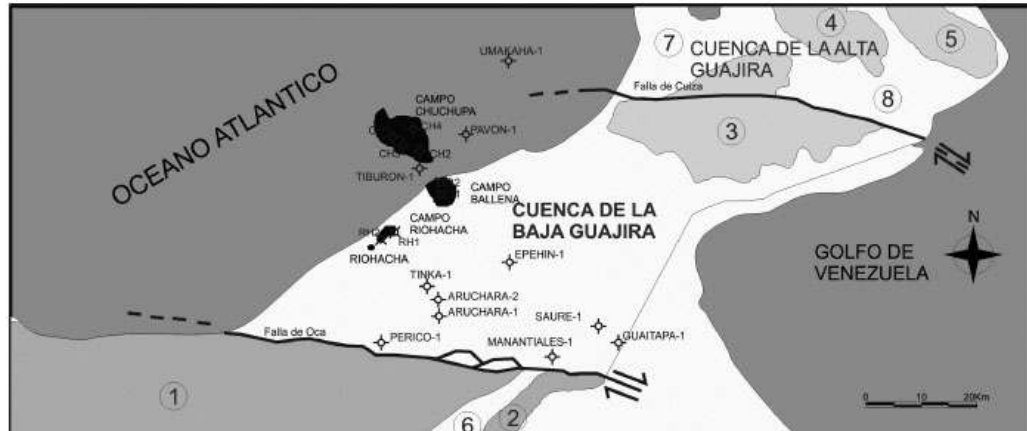 4
5
7
UMAKAHA-1
CUENCA DE LA ALTA
GUAJIRA
Falla de Cuiza
8
OCEANO ATLANTICO
CAMPO
CHUCHUPA
CH4
PAVON-1
3
CH2
TIBURON-1
CAMPO
BALLENA
CUENCA DE LA
BAJA GUAJIRA
CAMPO
RIOHACHA
RH1
RIOHACHA
N
GOLFO DE
VENEZUELA
EPEHIN-1
TINKA-1
ARUCHARA-2
ARUCHARA-1
SAURE-1
Falla de Oca
PERICO-1
MANANTIALES-1
GUAITAPA-1
1
2
6
0 10 20Km